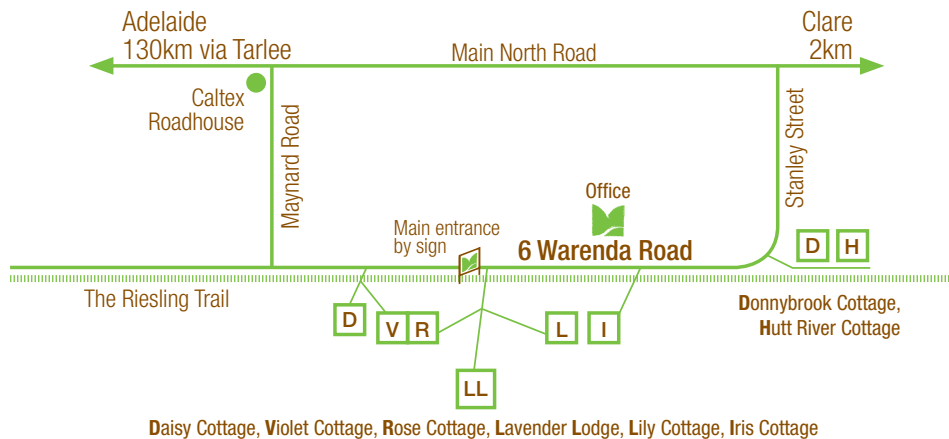 Adelaide
130km via Tarlee
Main North Road
Clare
2km
Caltex
Roadhouse
Maynard Road
Stanley Street
Office
Main entrance
by sign
6 Warenda Road
D H
The Riesling Trail
D
V R
L
I
LL
Donnybrook Cottage,
Hutt River Cottage
Daisy Cottage, Violet Cottage, Rose Cottage, Lavender Lodge, Lily Cottage, Iris Cottage